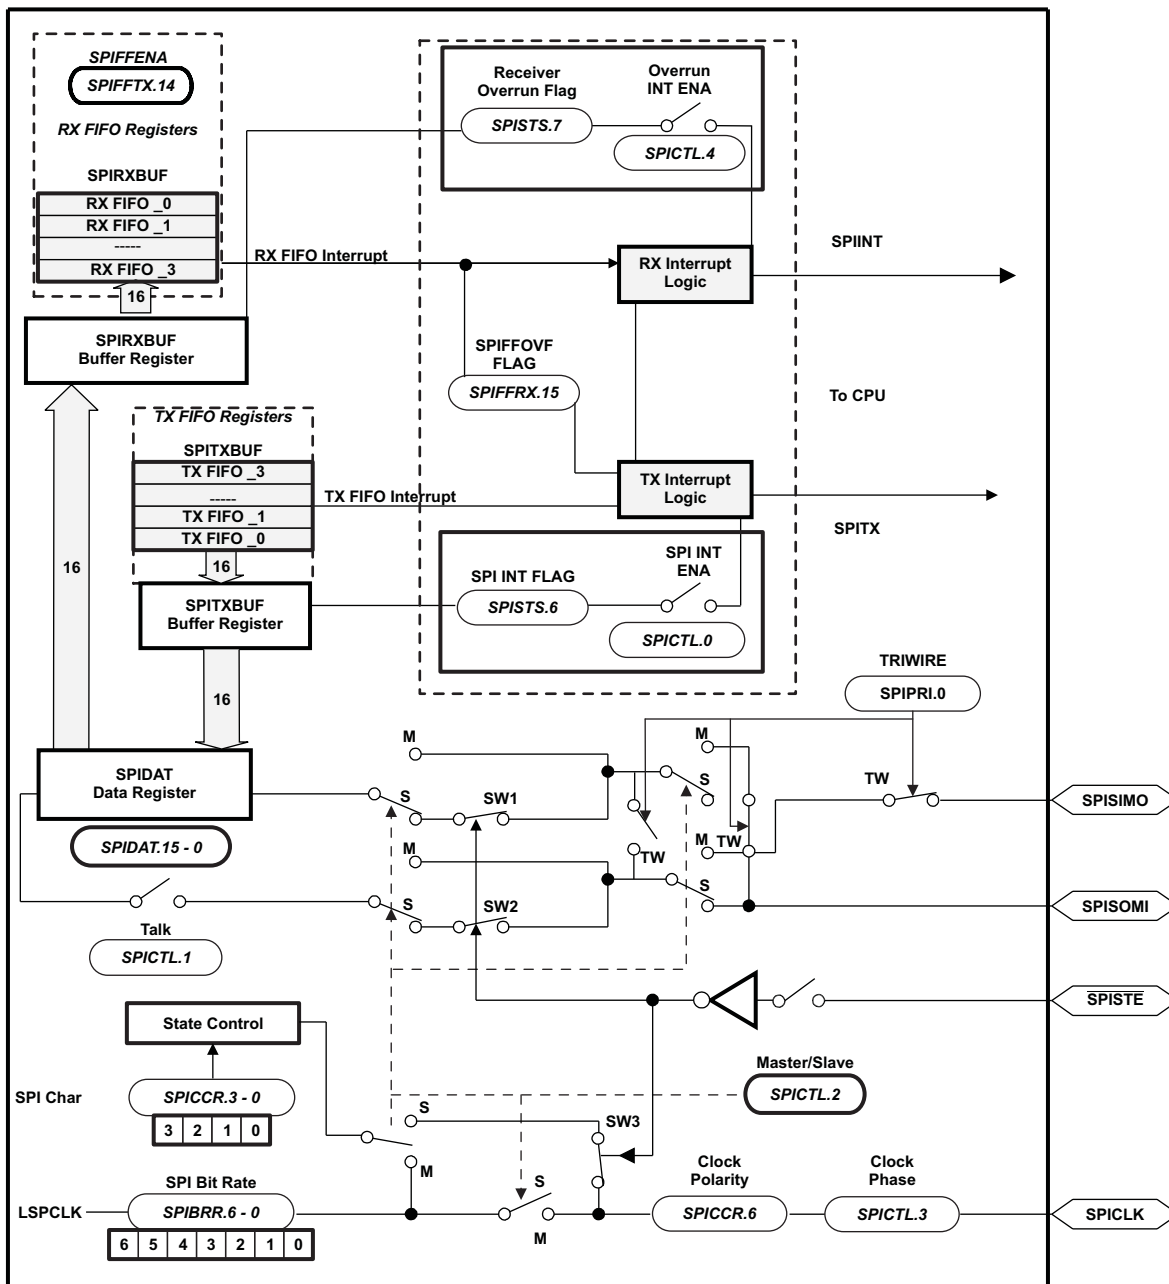 SPIFFENA
SPIFFTX.14
RX FIFO Registers
SPIRXBUF
RX FIFO _0
RX FIFO _1
-----
RX FIFO _3
16
SPIRXBUF
Buffer Register
RX FIFO Interrupt
Receiver
Overrun Flag
SPISTS.7
Overrun
INT ENA
SPICTL.4
RX Interrupt
Logic
SPIINT
SPIFFOVF
FLAG
SPIFFRX.15
To CPU
TX FIFO Registers
SPITXBUF
TX FIFO _3
-----
TX FIFO _1
TX FIFO _0
16
16
TX FIFO Interrupt
TX Interrupt
Logic
SPITX
SPITXBUF
Buffer Register
SPI INT FLAG
SPISTS.6
SPI INT
ENA
SPICTL.0
16
TRIWIRE
SPIPRI.0
SPIDAT
Data Register
SPIDAT.15 - 0
M
S
SW1
M
S
TW
SPISIMO
M
S
SW2
TW
M
TW
S
SPISOMI
Talk
SPICTL.1
SPISTE
State Control
Master/Slave
SPICTL.2
SPI Char
SPICCR.3 - 0
3 2 1 0
S
M
SW3
SPI Bit Rate
LSPCLK
SPIBRR.6 - 0
6 5 4 3 2 1 0
S
M
Clock
Polarity
SPICCR.6
Clock
Phase
SPICTL.3
SPICLK